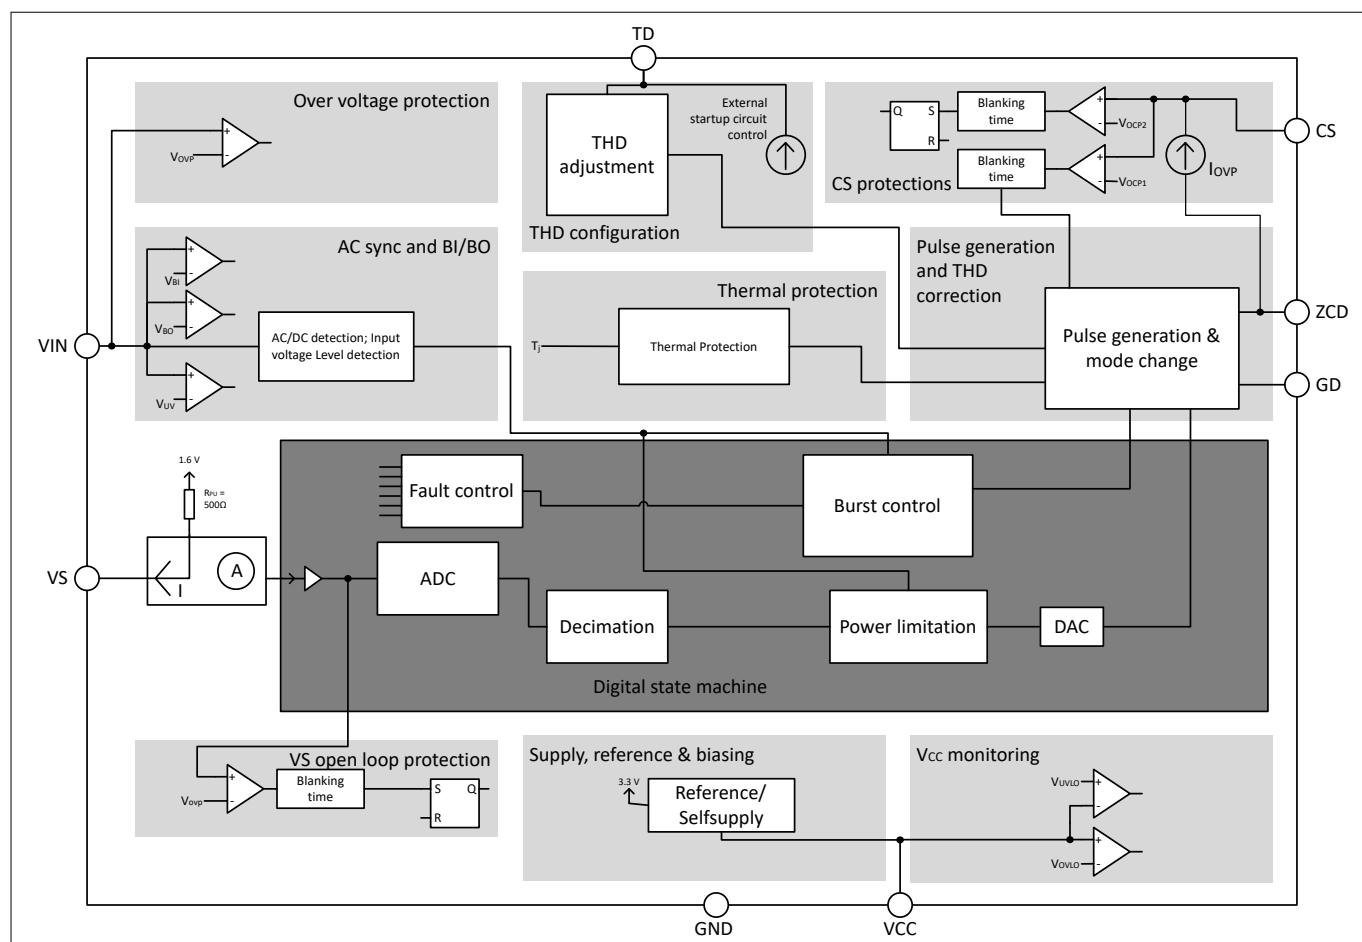 TD
Over voltage protection
+
-
VOVP
THD
adjustment
External
startup circuit
control
THD configuration
Q
S
R
Blanking
time
+
-
VOCP2
Blanking
time
+
-
VOCP1
IOVP
CS protections
CS
AC sync and BI/BO
+
-
VBI
+
-
VBO
AC/DC detection; Input
voltage Level detection
+
-
VUV
VIN
Thermal protection
Tj
Thermal Protection
Pulse generation
and THD
correction
Pulse generation &
mode change
ZCD
GD
1.6 V
RPU =
500Ω
VS
I
A
Fault control
Burst control
ADC
Decimation
Power limitation
DAC
Digital state machine
VS open loop protection
+
-
Vovp
Blanking
time
S
Q
R
Supply, reference & biasing
3.3 V
Reference/
Selfsupply
VCC monitoring
VUVLO
+
-
+
-
VOVLO
GND
VCC